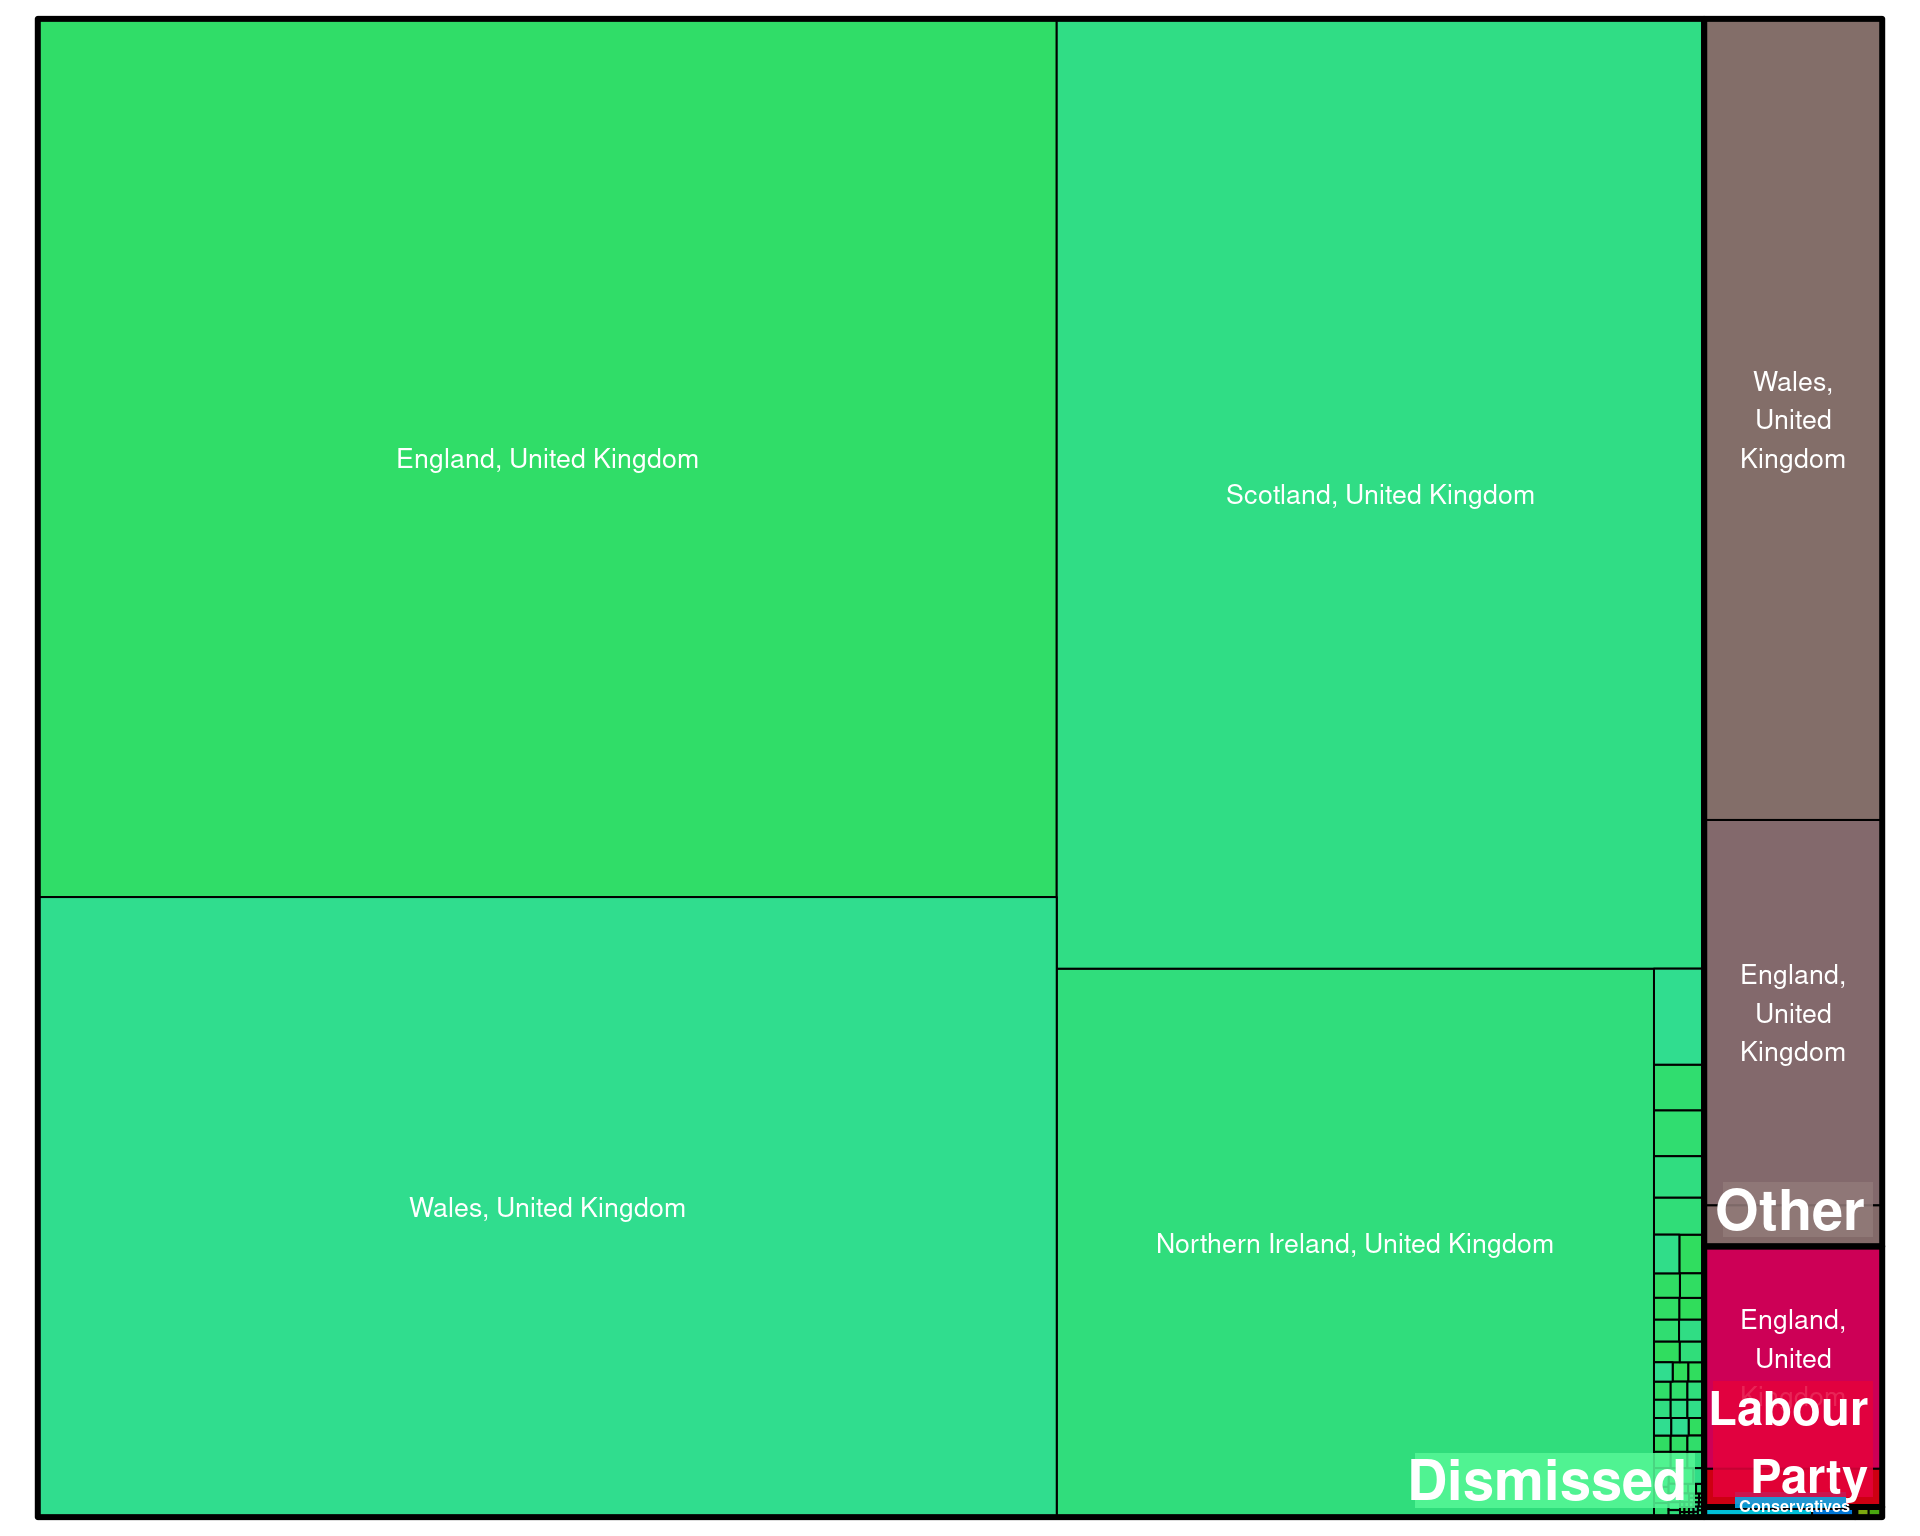 England, United Kingdom
Scotland, United Kingdom
Wales, United Kingdom
Northern Ireland, United Kingdom
Dismissed
Wales,
United
Kingdom
England,
United
Kingdom
Other
England,
United
Kingdom
Labour
Party
Conservatives